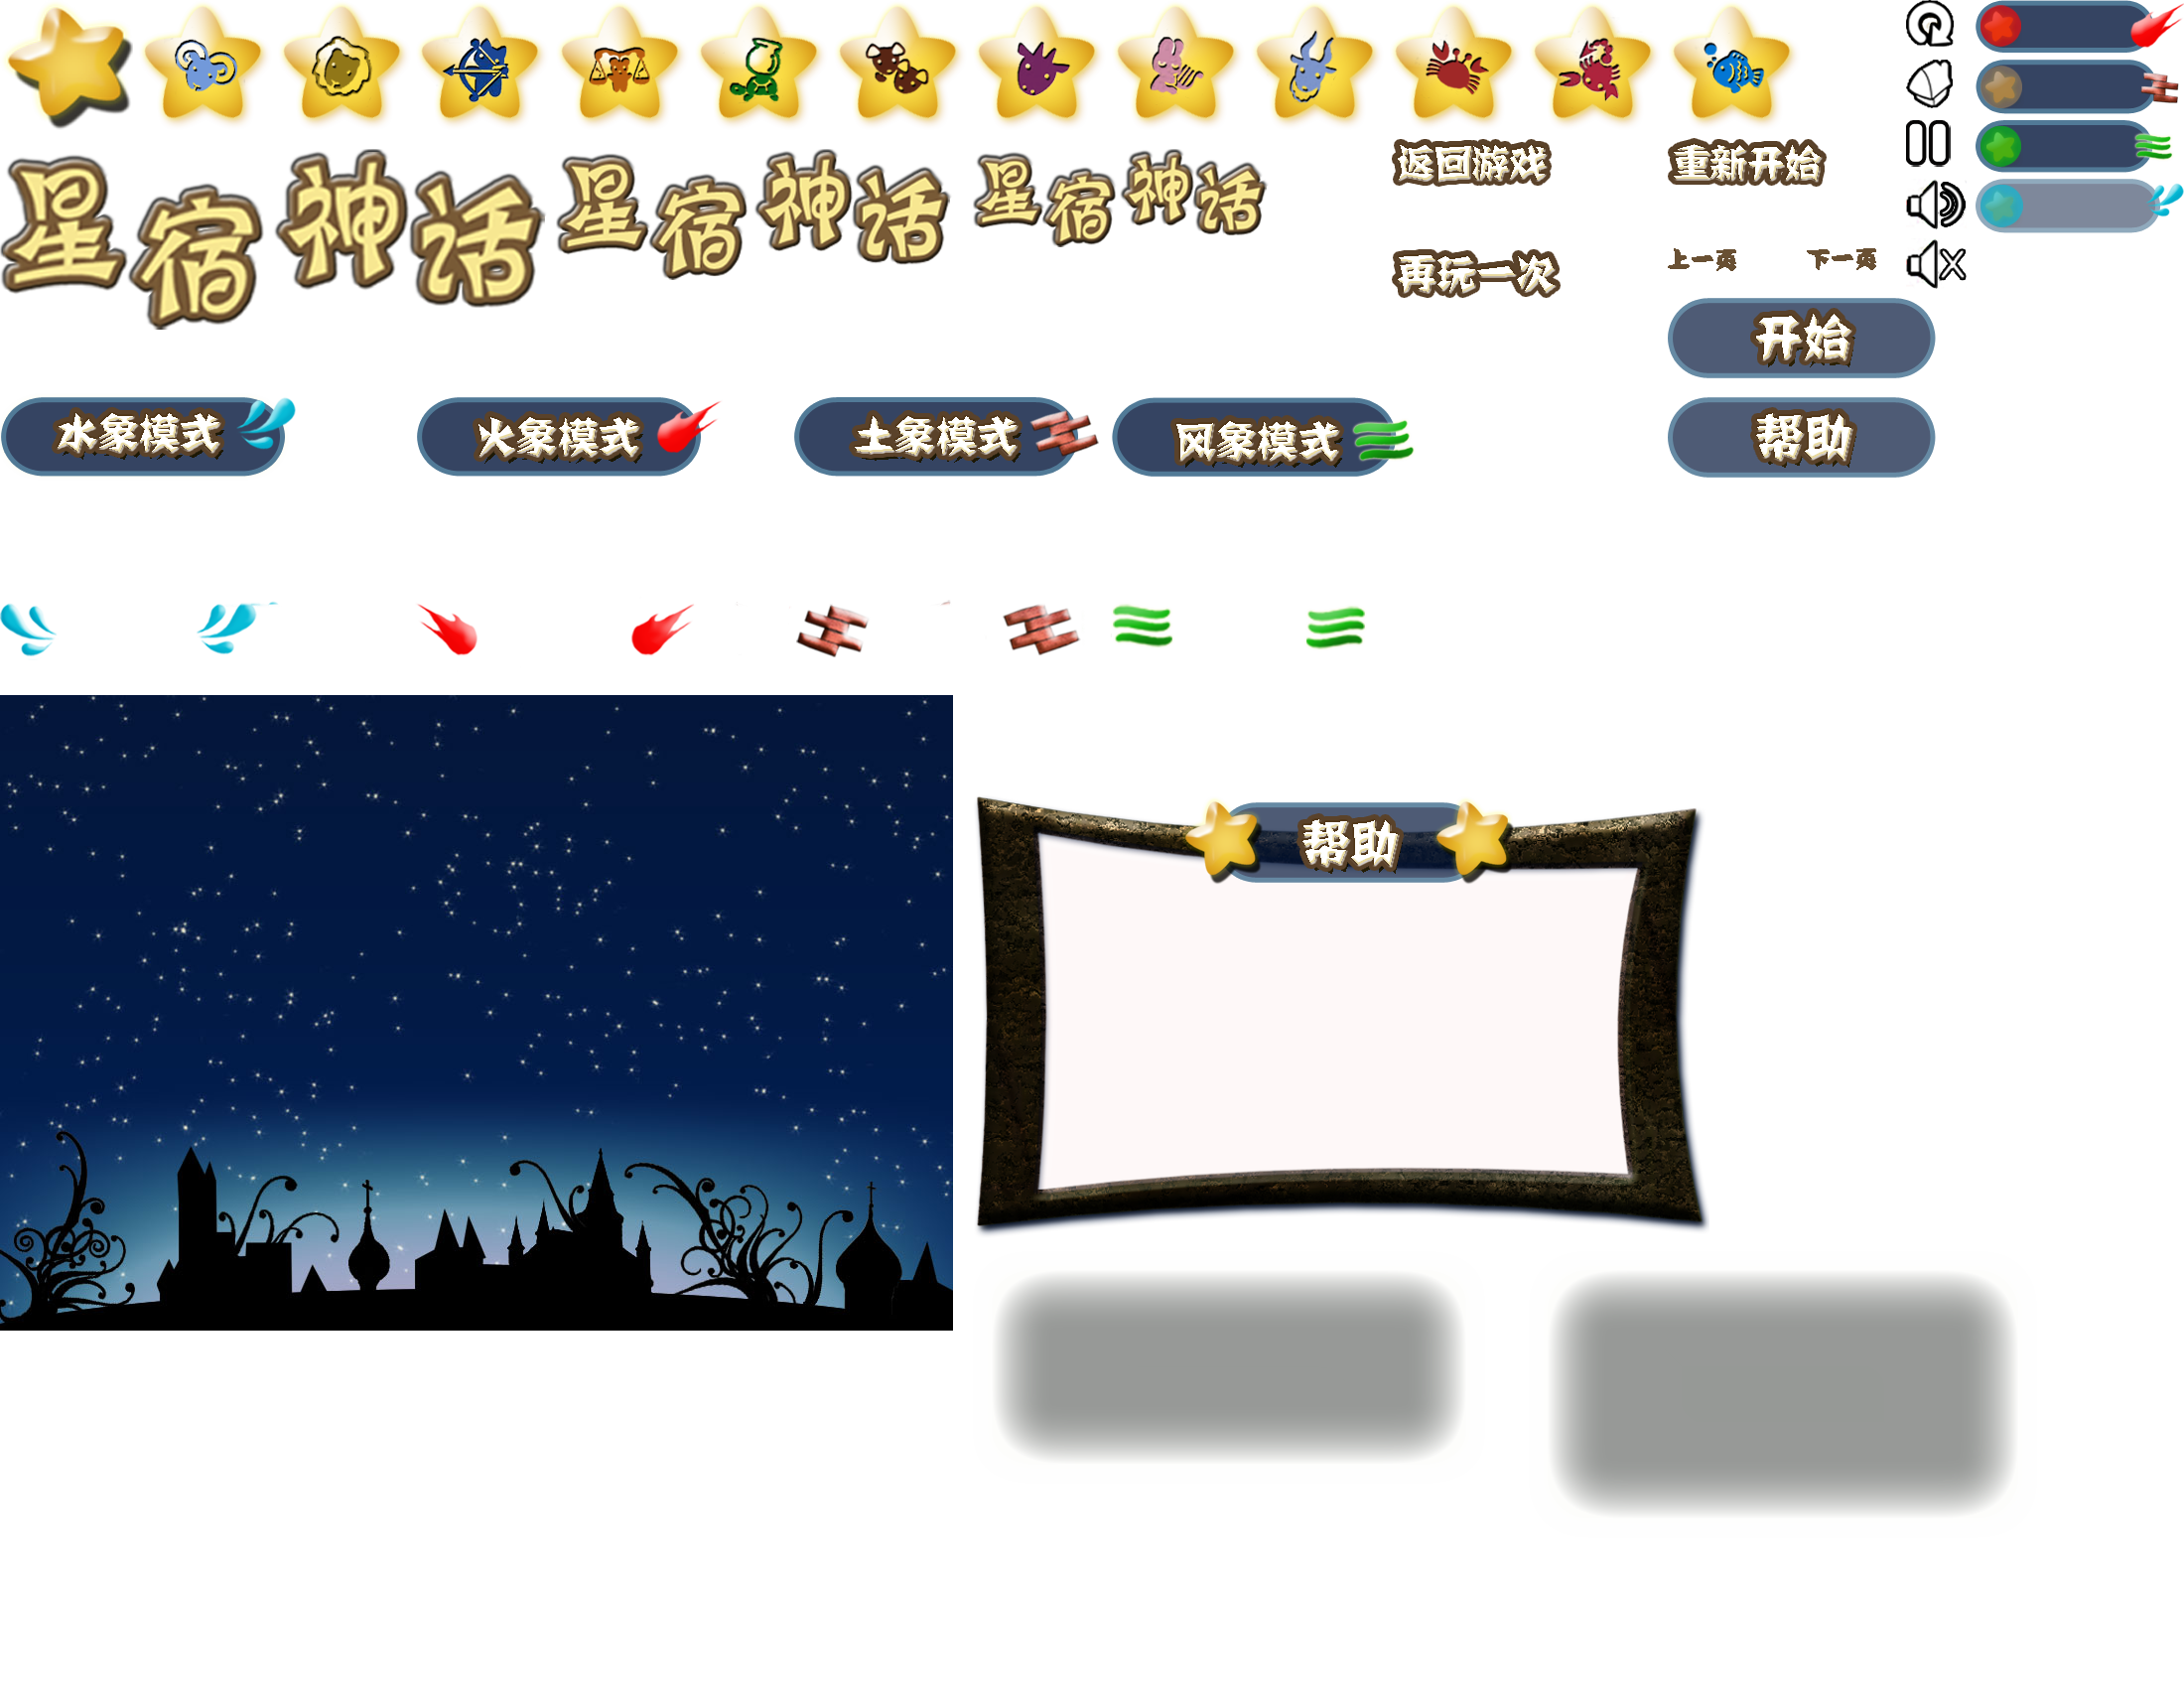 星宿神话
星宿神话
星宿神话
返回游戏
重新开始
再玩一次
上一页
下一页
开始
水象模式
火象模式
土象模式
风象模式
帮助
帮助